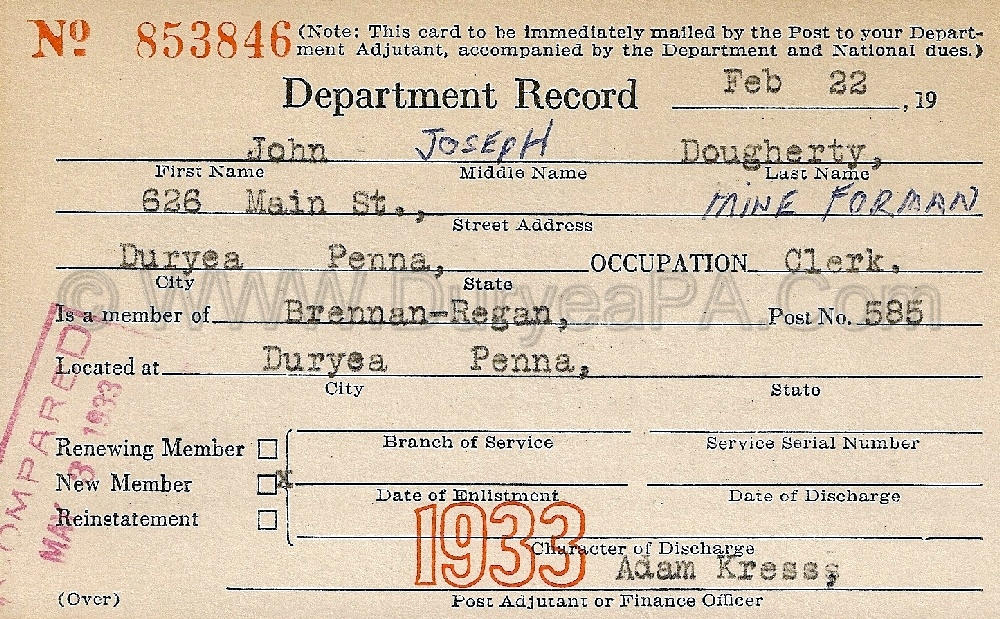 Nº 853846 (Note: This card to be immediately mailed by the Post to your Depart-
ment Adjutant, accompanied by the Department and National dues.)
Department Record Feb 22, 19
John JOSEPH Dougherty,
First Name Middle Name Last Name
626 Main St., MINE FORMAN
Street Address
Duryea Penna, OCCUPATION Clerk.
City State
© WWW.DuryeaPA.Com
Is a member of Brennan-Regan, Post No. 585
Located at Duryea Penna,
City State
COMPARED
MAY 3 1933
Renewing Member
Branch of Service Service Serial Number
New Member x
Date of Enlistment Date of Discharge
Reinstatement
1933
Character of Discharge
Adam Kress,
(Over) Post Adjutant or Finance Officer